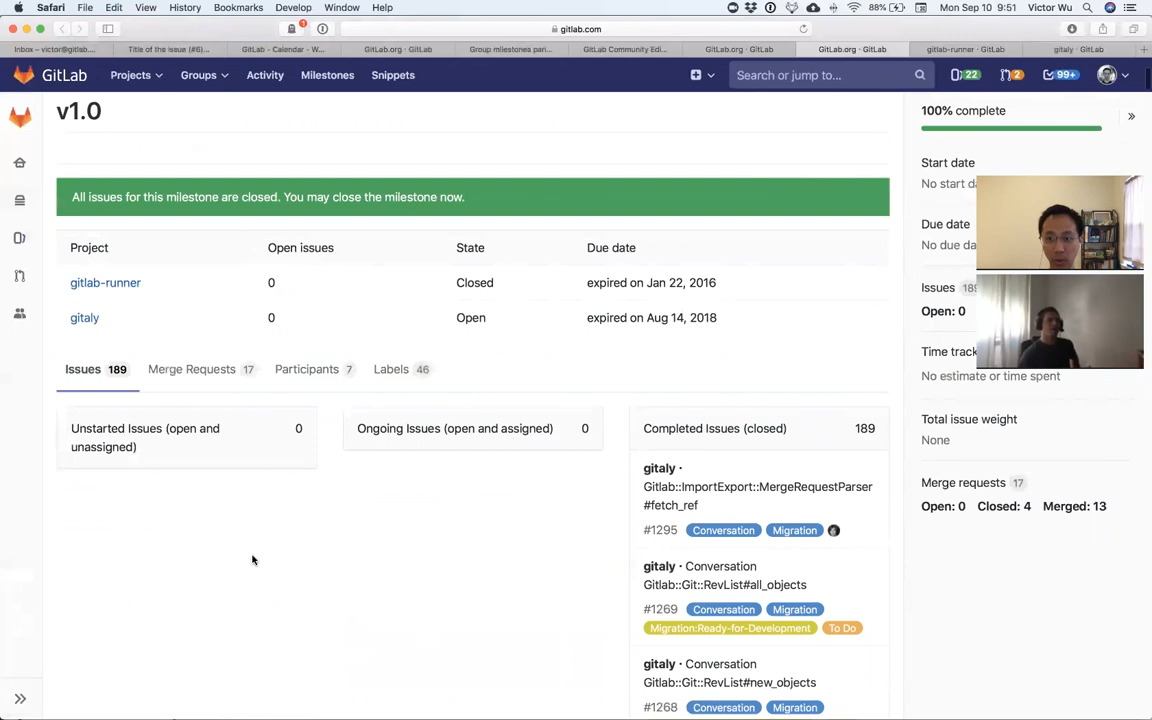 Safari File Edit View History Bookmarks Develop Window Help 88% Mon Sep 10 9:51 Victor Wu
gitlab.com
Inbox – victor@gitlab.... Title of the issue (#6)... GitLab - Calendar - W... GitLab.org · GitLab Group milestones pari... GitLab Community Edi... GitLab.org · GitLab GitLab.org · GitLab gitlab-runner · GitLab gitaly · GitLab
GitLab Projects Groups Activity Milestones Snippets Search or jump to... 22 2 99+
v1.0
All issues for this milestone are closed. You may close the milestone now.
Project Open issues State Due date
gitlab-runner 0 Closed expired on Jan 22, 2016
gitaly 0 Open expired on Aug 14, 2018
Issues 189 Merge Requests 17 Participants 7 Labels 46
Unstarted Issues (open and unassigned) 0
Ongoing Issues (open and assigned) 0
Completed Issues (closed) 189
gitaly · Gitlab::ImportExport::MergeRequestParser
#fetch_ref
#1295 Conversation Migration
gitaly · Conversation
Gitlab::Git::RevList#all_objects
#1269 Conversation Migration
Migration:Ready-for-Development To Do
gitaly · Conversation
Gitlab::Git::RevList#new_objects
#1268 Conversation Migration
100% complete
Start date
No start d
Due date
No due da
Issues 189
Open: 0
Time track
No estimate or time spent
Total issue weight
None
Merge requests 17
Open: 0 Closed: 4 Merged: 13